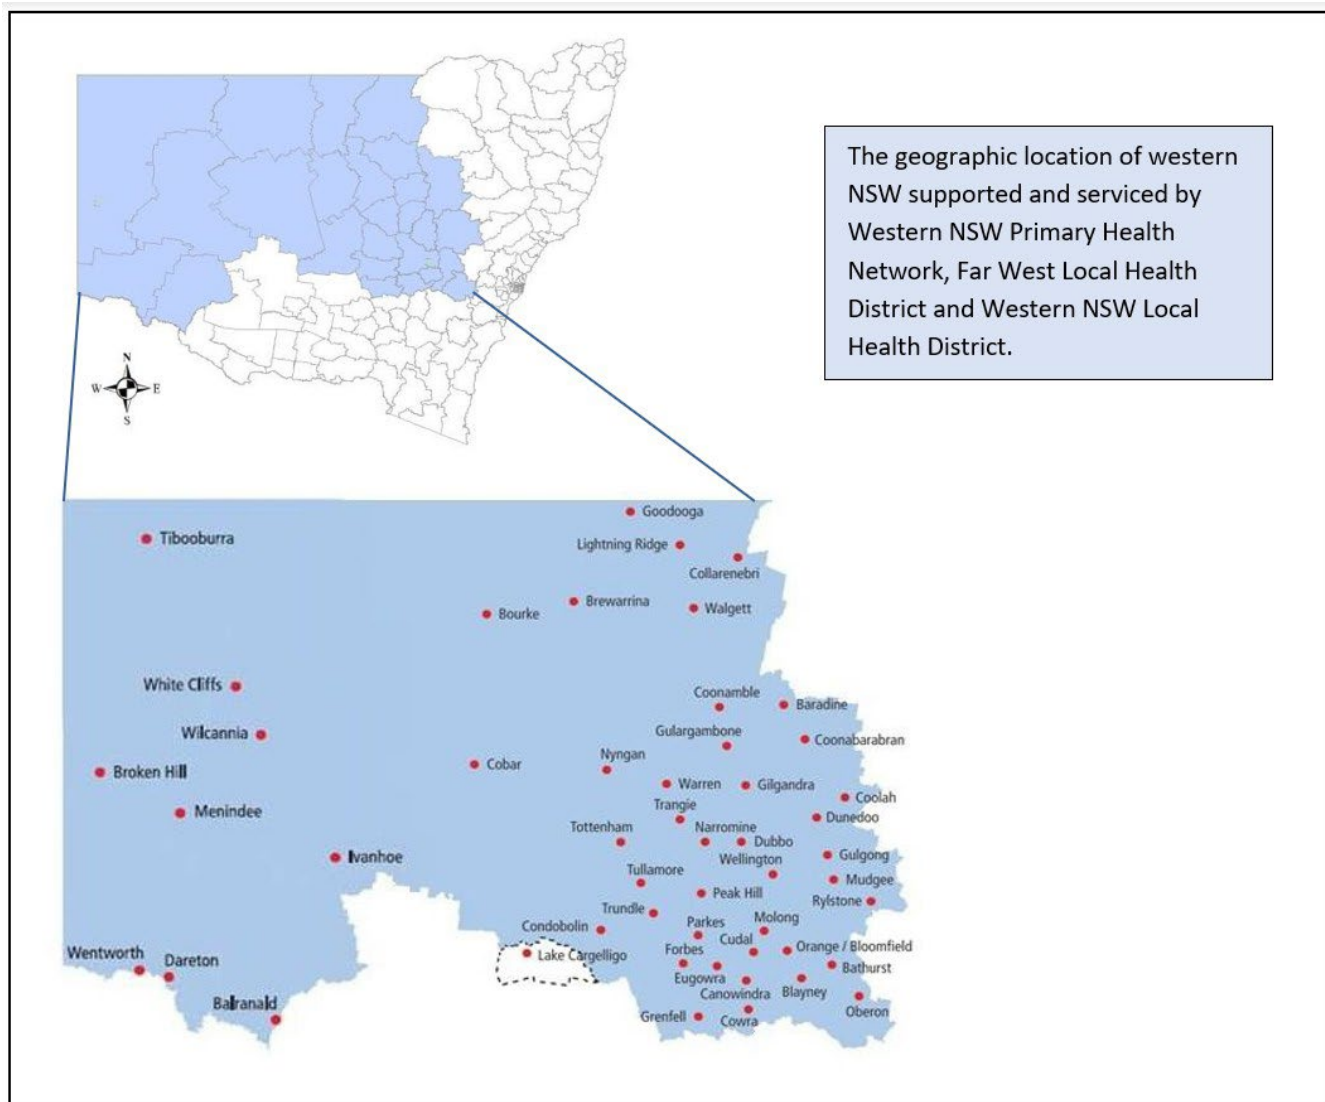 The geographic location of western
NSW supported and serviced by
Western NSW Primary Health
Network, Far West Local Health
District and Western NSW Local
Health District.
N
W E
S
Goodooga
Tibooburra
Lightning Ridge
Collarenebri
Brewarrina
Bourke
Walgett
White Cliffs
Coonamble
Baradine
Wilcannia
Gulargambone
Coonabarabran
Nyngan
Cobar
Broken Hill
Warren
Gilgandra
Coolah
Menindee
Trangie
Dunedoo
Tottenham
Narromine
Dubbo
Ivanhoe
Wellington
Gulgong
Tullamore
Mudgee
Peak Hill
Rylstone
Trundle
Molong
Parkes
Condobolin
Cudal
Orange / Bloomfield
Forbes
Lake Cargelligo
Wentworth
Dareton
Bathurst
Eugowra
Blayney
Canowindra
Balranald
Oberon
Grenfell
Cowra